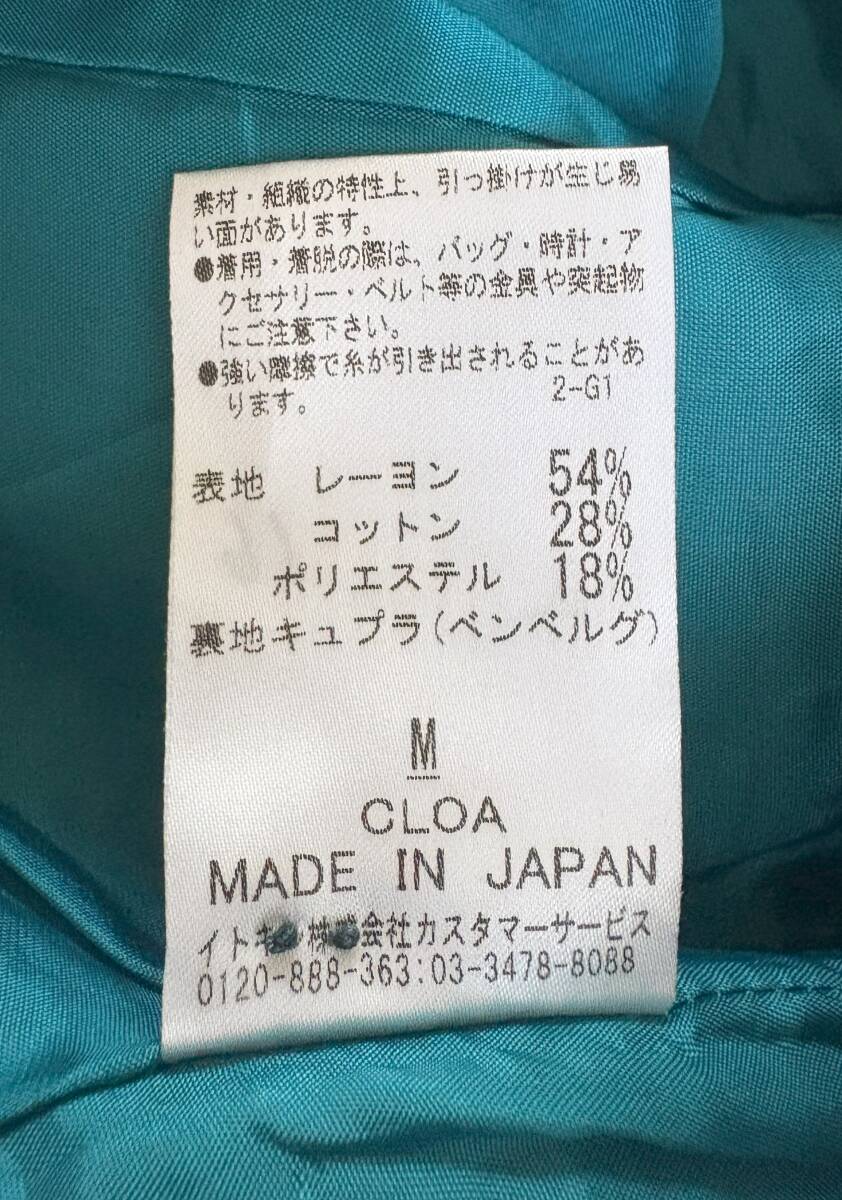 素材・組織の特性上、引っ掛けが生じ易
い面があります。
●着用・着脱の際は、バッグ・時計・ア
クセサリー・ベルト等の金具や突起物
にご注意下さい。
●強い摩擦で糸が引き出されることがあ
ります。 2-G1
表地 レーヨン 54%
コットン 28%
ポリエステル 18%
裏地キュプラ(ベンベルグ)
M
CLOA
MADE IN JAPAN
イトキン株式会社カスタマーサービス
0120-888-363:03-3478-8088